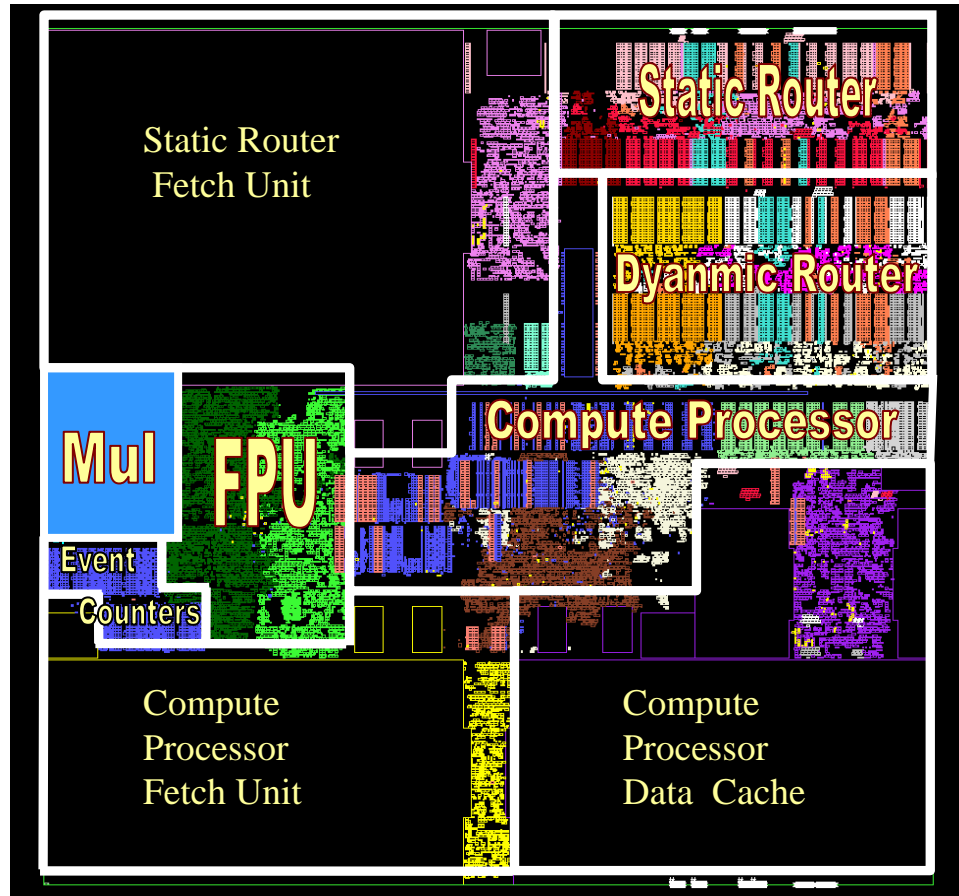 Static Router
Static Router
Fetch Unit
Dyanmic Router
Compute Processor
Mul
FPU
Event
Counters
Compute
Processor
Fetch Unit
Compute
Processor
Data Cache